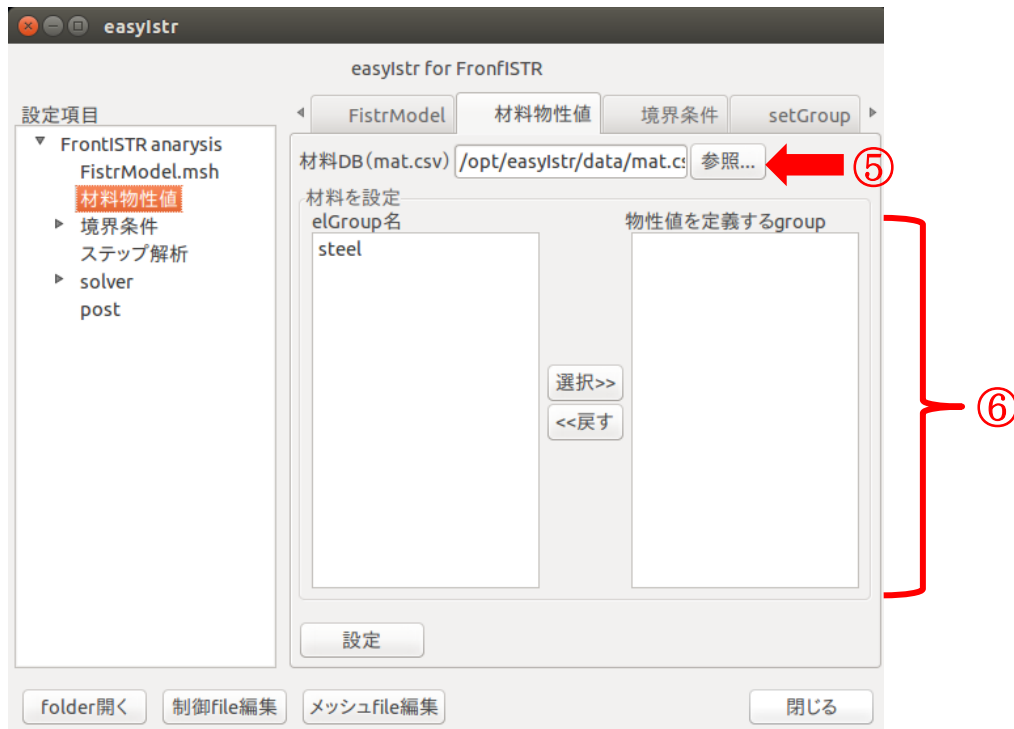 easyIstr
easyIstr for FronfISTR
設定項目
FrontISTR anarysis
FistrModel.msh
材料物性値
境界条件
ステップ解析
solver
post
FistrModel 材料物性値 境界条件 setGroup
材料DB(mat.csv) /opt/easyIstr/data/mat.cs 参照... ⑤
材料を設定
elGroup名 物性値を定義するgroup
steel
選択>>
<<戻す
⑥
設定
folder開く 制御file編集 メッシュfile編集 閉じる